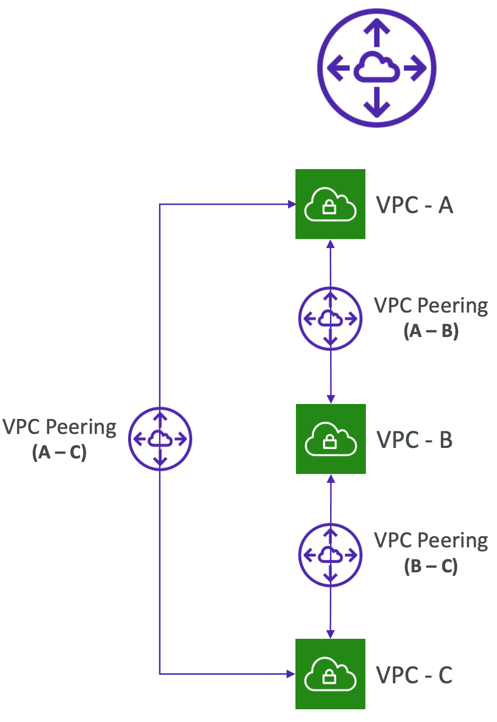 VPC - A
VPC Peering
(A – B)
VPC Peering
(A – C)
VPC - B
VPC Peering
(B – C)
VPC - C